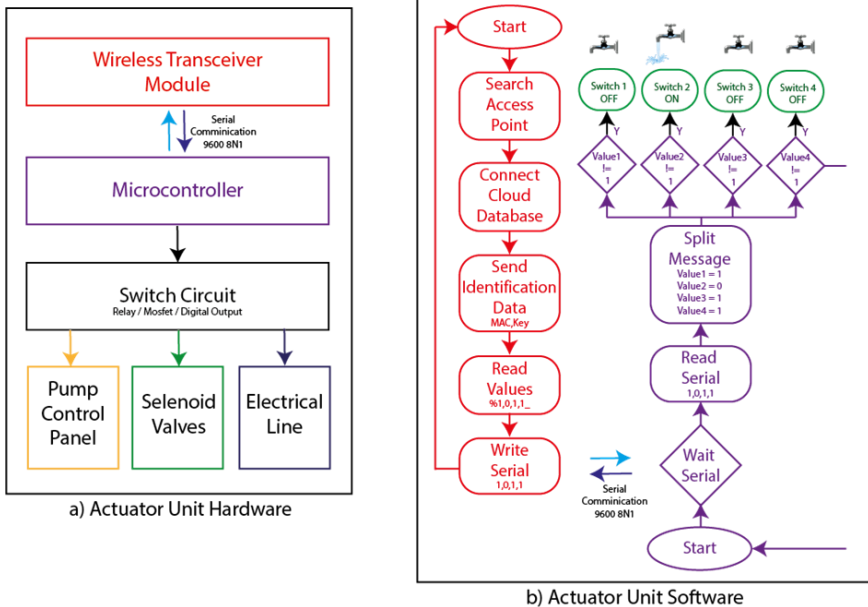 Wireless Transceiver
Module
Serial
Comminication
9600 8N1
Microcontroller
Switch Circuit
Relay / Mosfet / Digital Output
Pump
Control
Panel
Selenoid
Valves
Electrical
Line
a) Actuator Unit Hardware
Start
Search
Access
Point
Connect
Cloud
Database
Send
Identification
Data
MAC,Key
Read
Values
%1,0,1,1_
Write
Serial
1,0,1,1
Serial
Comminication
9600 8N1
Switch 1
OFF
Switch 2
ON
Switch 3
OFF
Switch 4
OFF
Y
Y
Y
Y
Value1
!=
1
Value2
!=
1
Value3
!=
1
Value4
!=
1
Split
Message
Value1 = 1
Value2 = 0
Value3 = 1
Value4 = 1
Read
Serial
1,0,1,1
Wait
Serial
Start
b) Actuator Unit Software